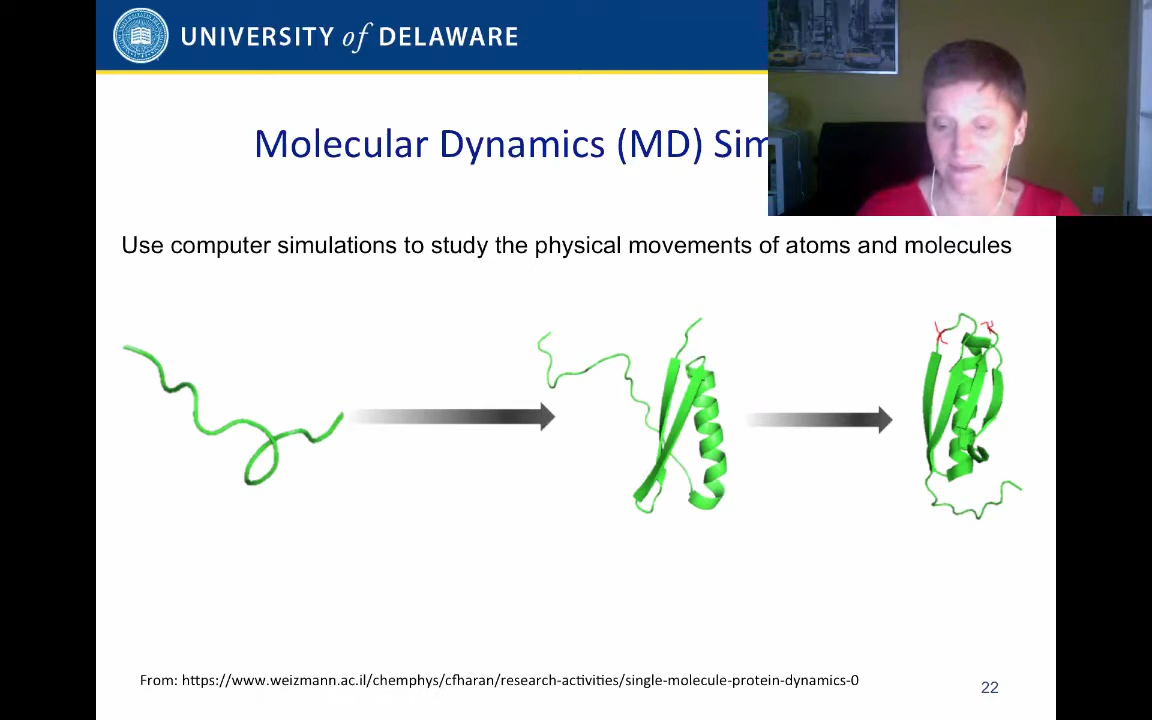 UNIVERSITY of DELAWARE
Molecular Dynamics (MD) Sim
Use computer simulations to study the physical movements of atoms and molecules
From: https://www.weizmann.ac.il/chemphys/cfharan/research-activities/single-molecule-protein-dynamics-0
22